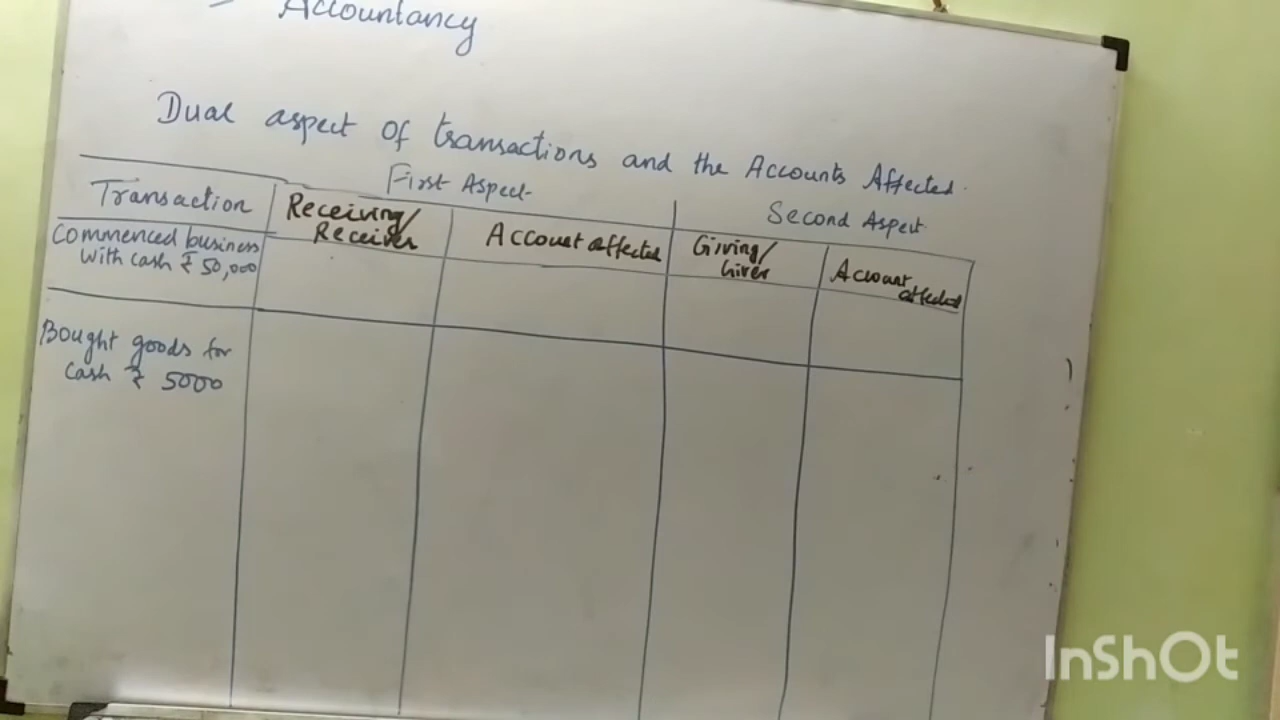 Accountancy
Dual aspect of transactions and the Accounts Affected.
First Aspect
Second Aspect
Transaction
Receiving/
Receiver
Account affected
Giving/
Giver
Account
affected
Commenced business
with cash ₹ 50,000
Bought goods for
cash ₹ 5000
InShOt